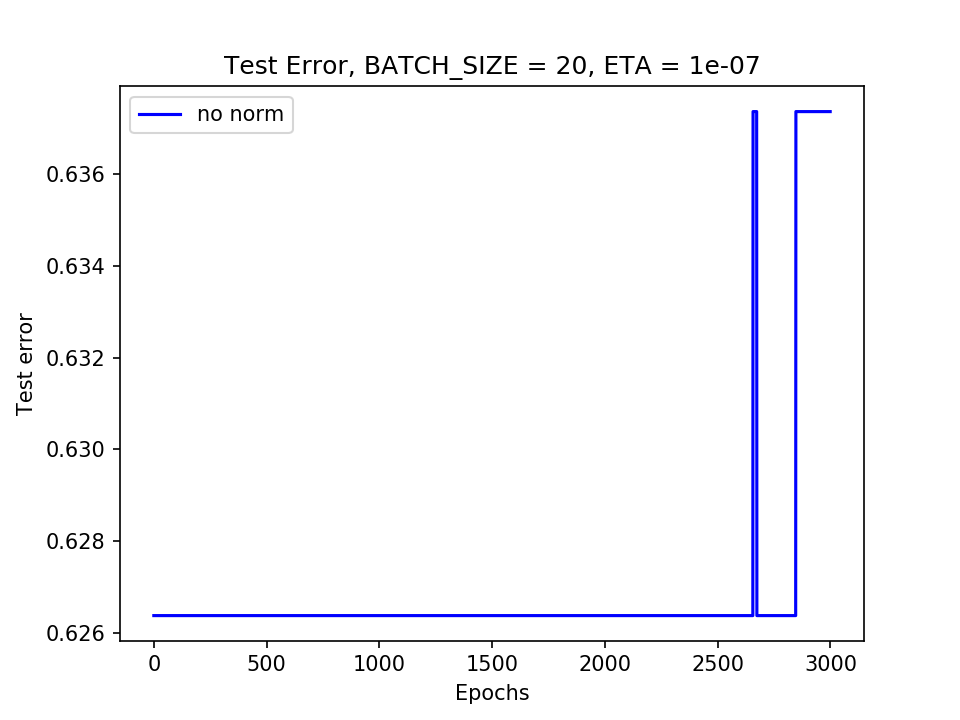 Test Error, BATCH_SIZE = 20, ETA = 1e-07
no norm
0.636
0.634
0.632
0.630
0.628
0.626
Test error
0 500 1000 1500 2000 2500 3000
Epochs